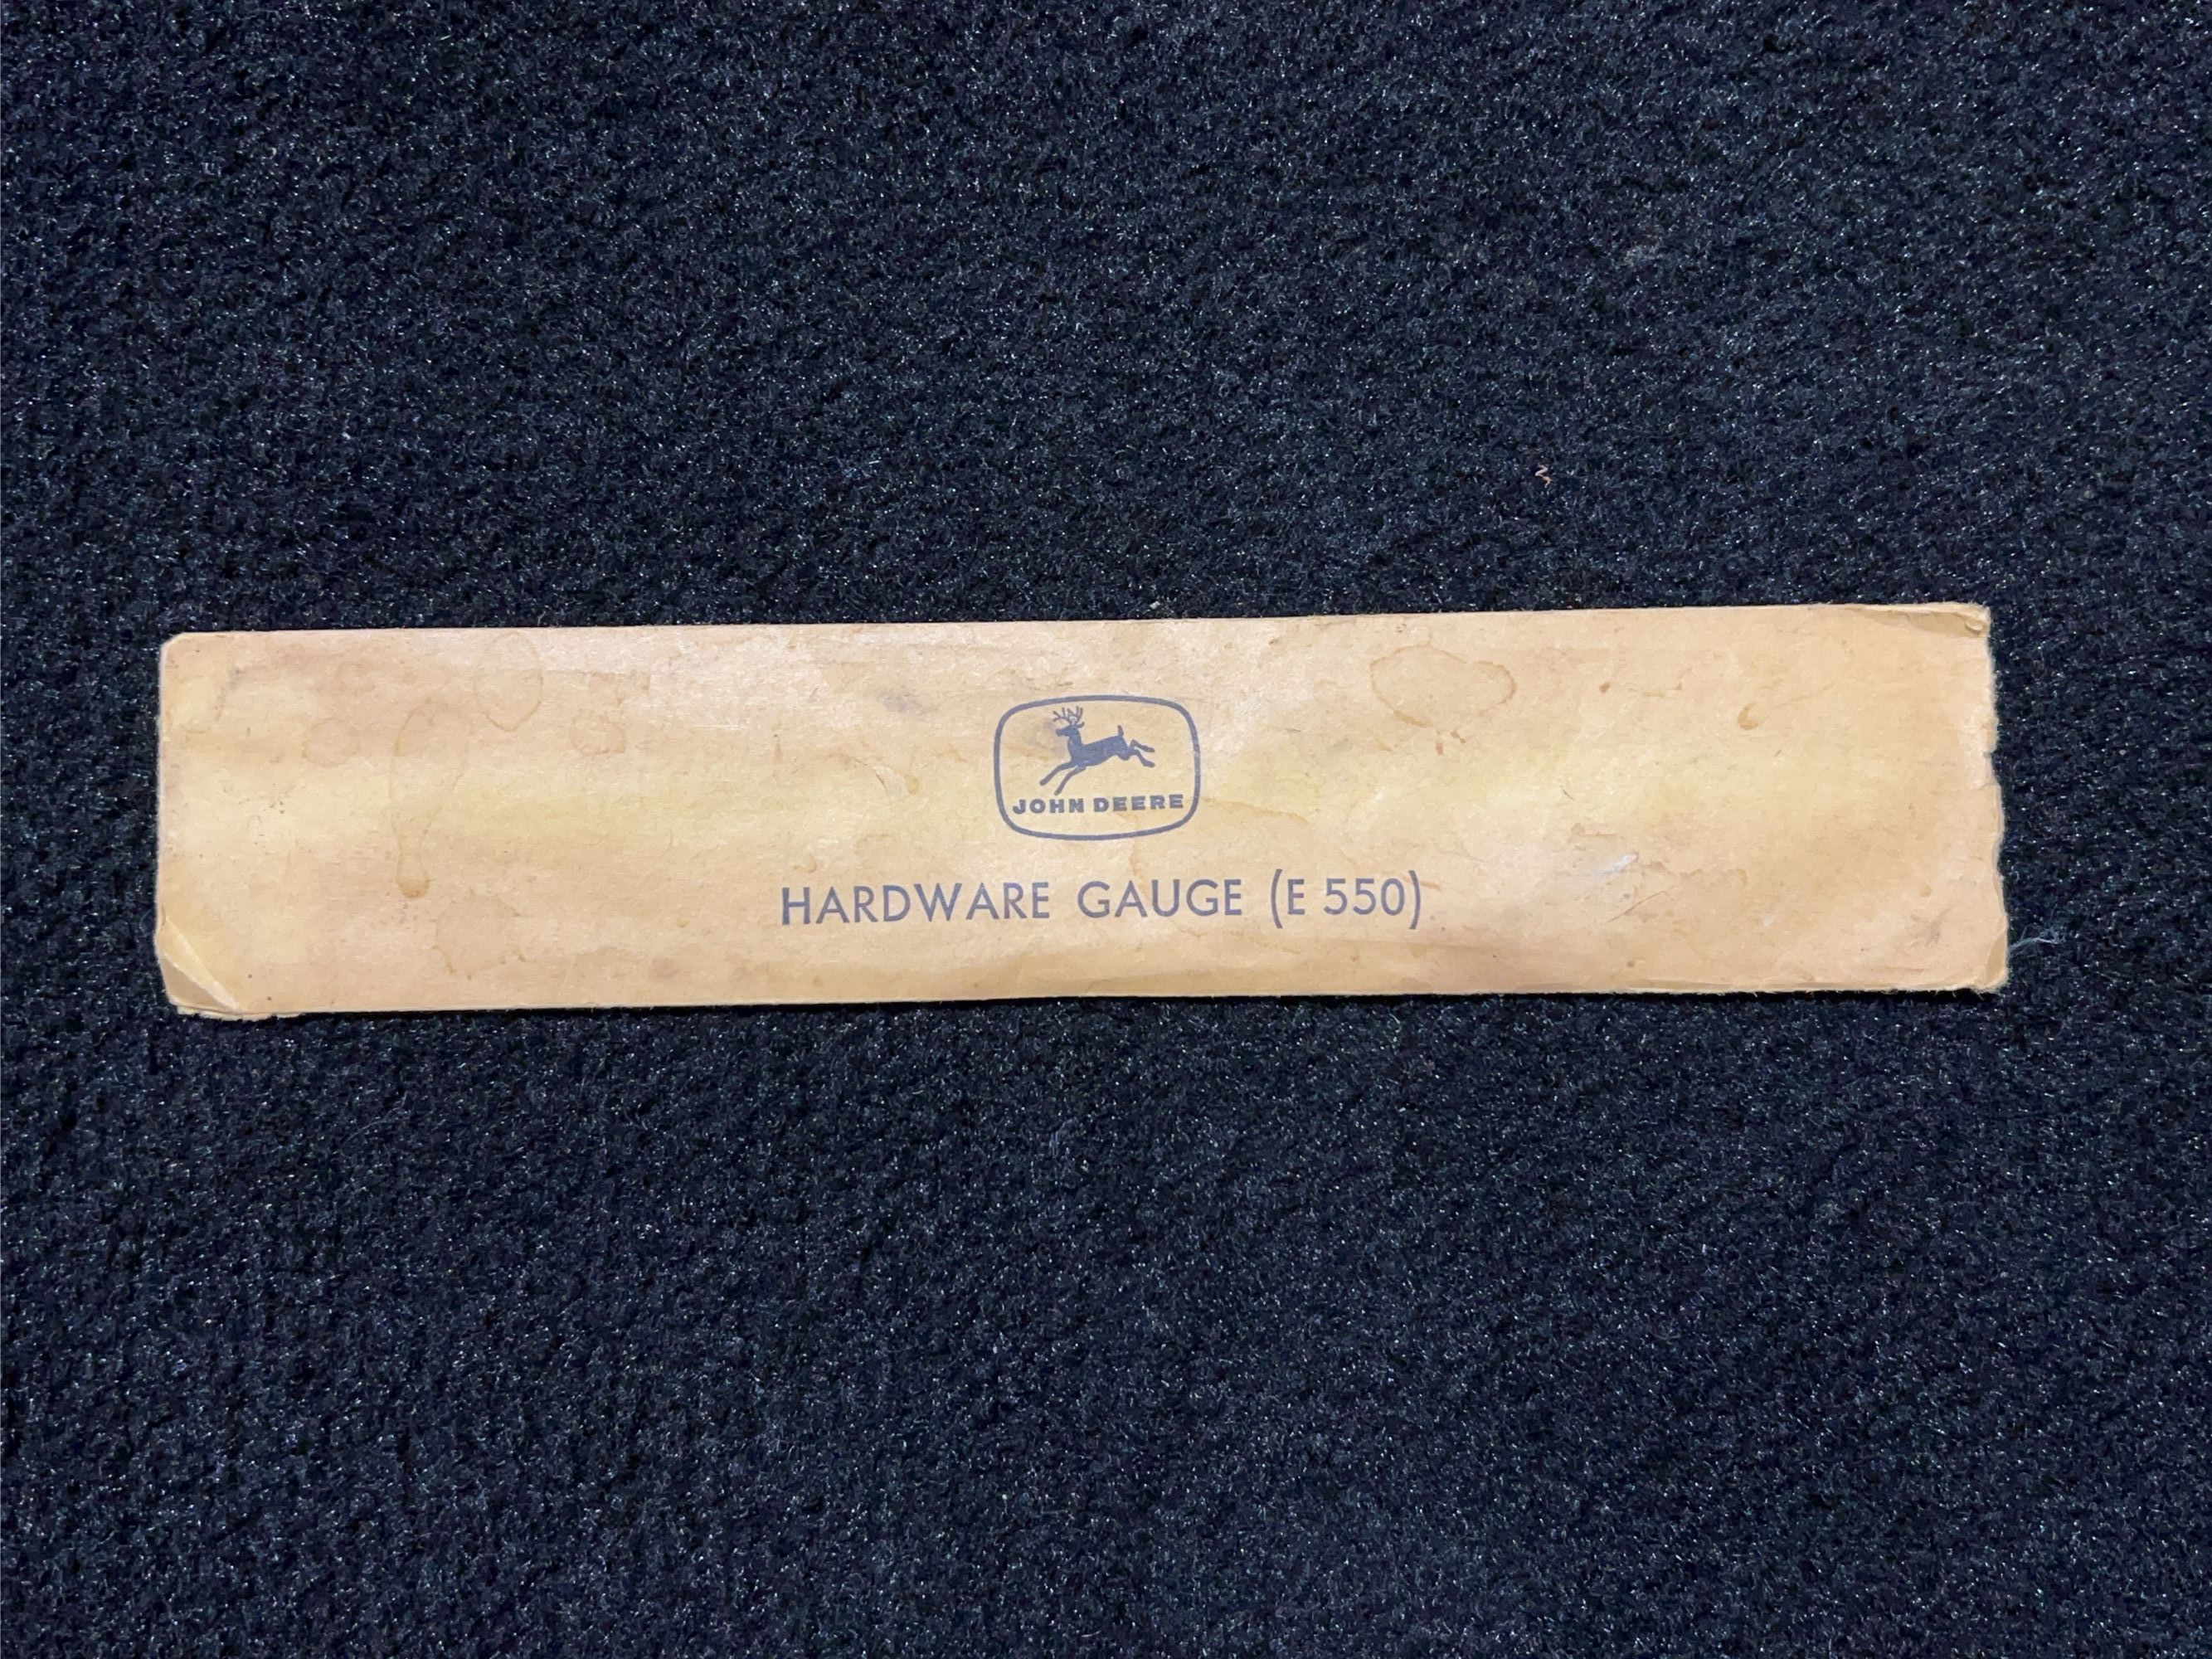 JOHN DEERE
HARDWARE GAUGE (E 550)